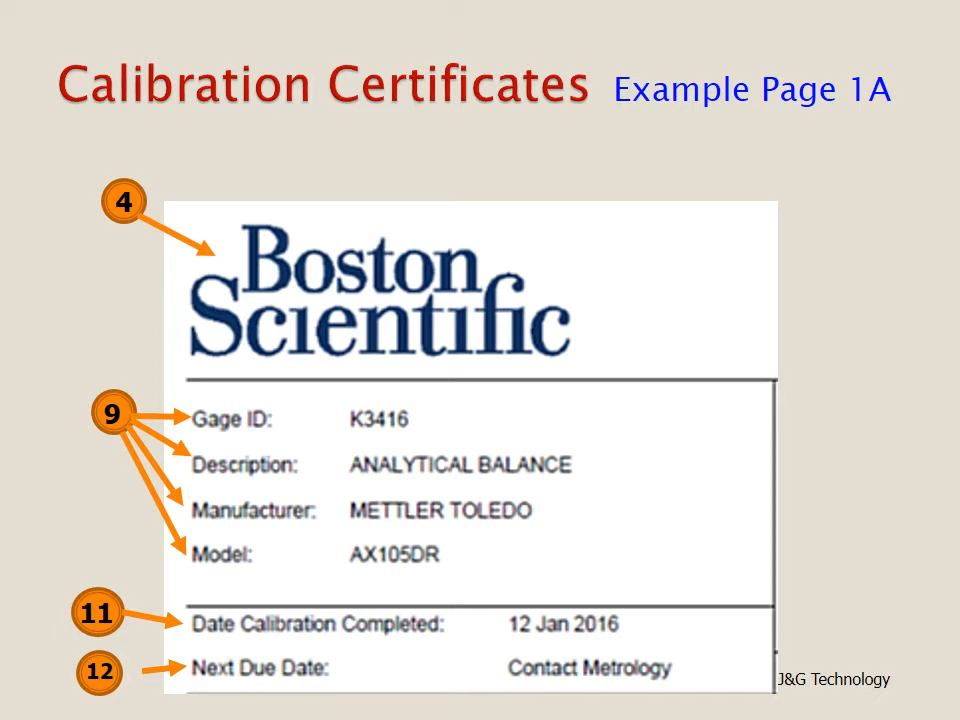 Calibration Certificates Example Page 1A
4
Boston
Scientific
9
Gage ID: K3416
Description: ANALYTICAL BALANCE
Manufacturer: METTLER TOLEDO
Model: AX105DR
11
Date Calibration Completed: 12 Jan 2016
12
Next Due Date: Contact Metrology
J&G Technology